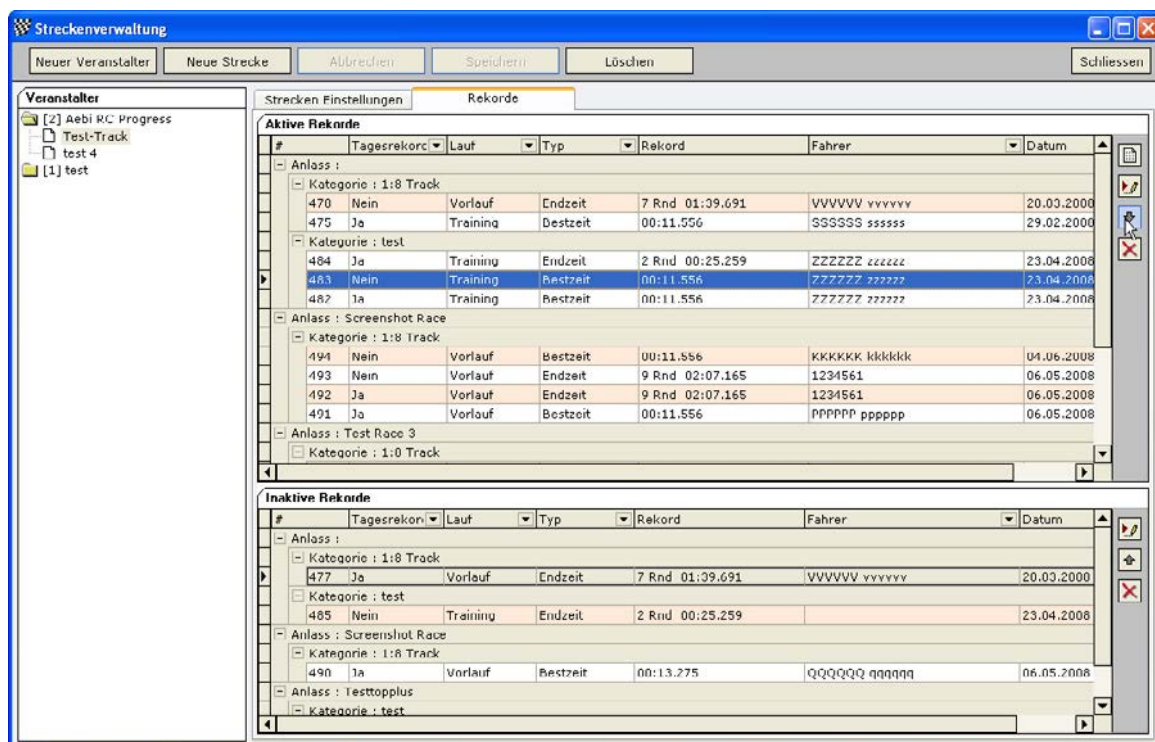 Streckenverwaltung
Neuer Veranstalter Neue Strecke Abbrechen Speichern Löschen Schliessen
Veranstalter
[2] Aebi RC Progress
Test-Track
test 4
[1] test
Strecken Einstellungen Rekorde
Aktive Rekorde
# Tagesrekord Lauf Typ Rekord Fahrer Datum
Anlass :
Kategorie : 1:8 Track
470 Nein Vorlauf Endzeit 7 Rnd 01:39.691 VVVVVV vvvvvv 20.03.2008
475 Ja Training Bestzeit 00:11.556 SSSSSS ssssss 29.02.2008
Kategorie : test
484 Ja Training Endzeit 2 Rnd 00:25.259 ZZZZZZ zzzzzz 23.04.2008
483 Nein Training Bestzeit 00:11.556 ZZZZZZ zzzzzz 23.04.2008
482 Ja Training Bestzeit 00:11.556 ZZZZZZ zzzzzz 23.04.2008
Anlass : Screenshot Race
Kategorie : 1:8 Track
494 Nein Vorlauf Bestzeit 00:11.556 KKKKKK kkkkkk 04.06.2008
493 Nein Vorlauf Endzeit 9 Rnd 02:07.165 1234561 06.05.2008
492 Ja Vorlauf Endzeit 9 Rnd 02:07.165 1234561 06.05.2008
491 Ja Vorlauf Bestzeit 00:11.556 PPPPPP pppppp 06.05.2008
Anlass : Test Race 3
Kategorie : 1:8 Track
Inaktive Rekorde
# Tagesrekor Lauf Typ Rekord Fahrer Datum
Anlass :
Kategorie : 1:8 Track
477 Ja Vorlauf Endzeit 7 Rnd 01:39.691 VVVVVV vvvvvv 20.03.2008
Kategorie : test
485 Nein Training Endzeit 2 Rnd 00:25.259 23.04.2008
Anlass : Screenshot Race
Kategorie : 1:8 Track
490 Ja Vorlauf Bestzeit 00:13.275 QQQQQQ qqqqqq 06.05.2008
Anlass : Testtopplus
Kategorie : test